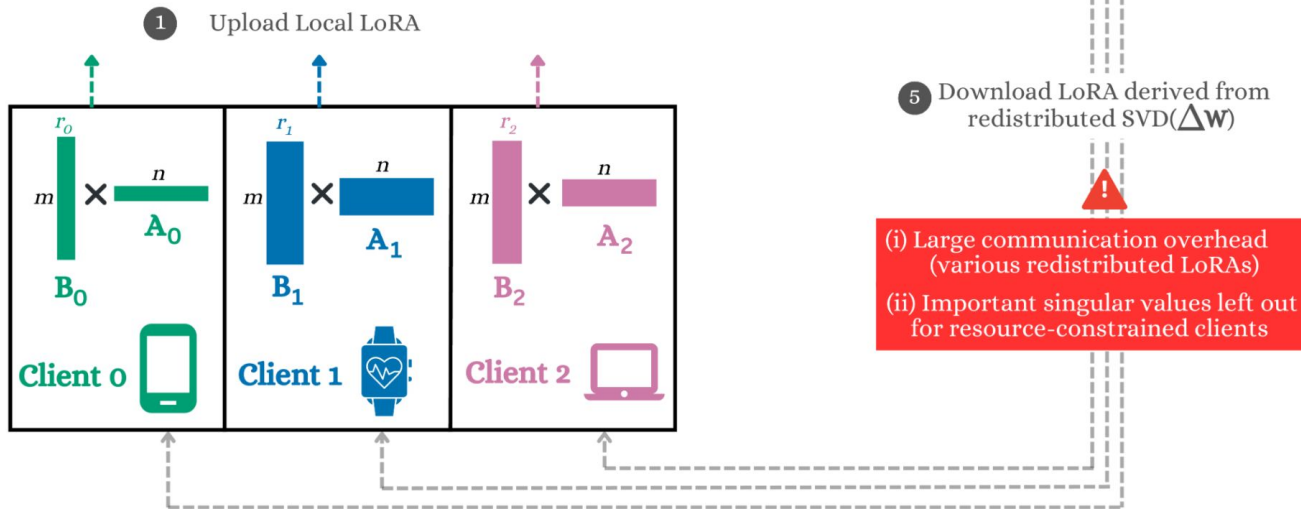 1 Upload Local LoRA
r₀
n
m
×
A₀
B₀
Client 0
r₁
n
m
×
A₁
B₁
Client 1
r₂
n
m
×
A₂
B₂
Client 2
5 Download LoRA derived from
redistributed SVD(ΔW)
!
(i) Large communication overhead
(various redistributed LoRAs)
(ii) Important singular values left out
for resource-constrained clients